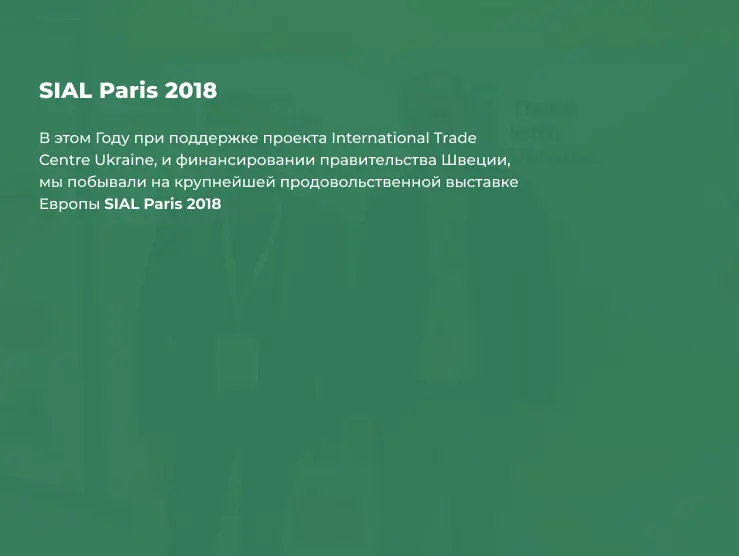 SIAL Paris 2018
В этом Году при поддержке проекта International Trade
Centre Ukraine, и финансировании правительства Швеции,
мы побывали на крупнейшей продовольственной выставке
Европы SIAL Paris 2018